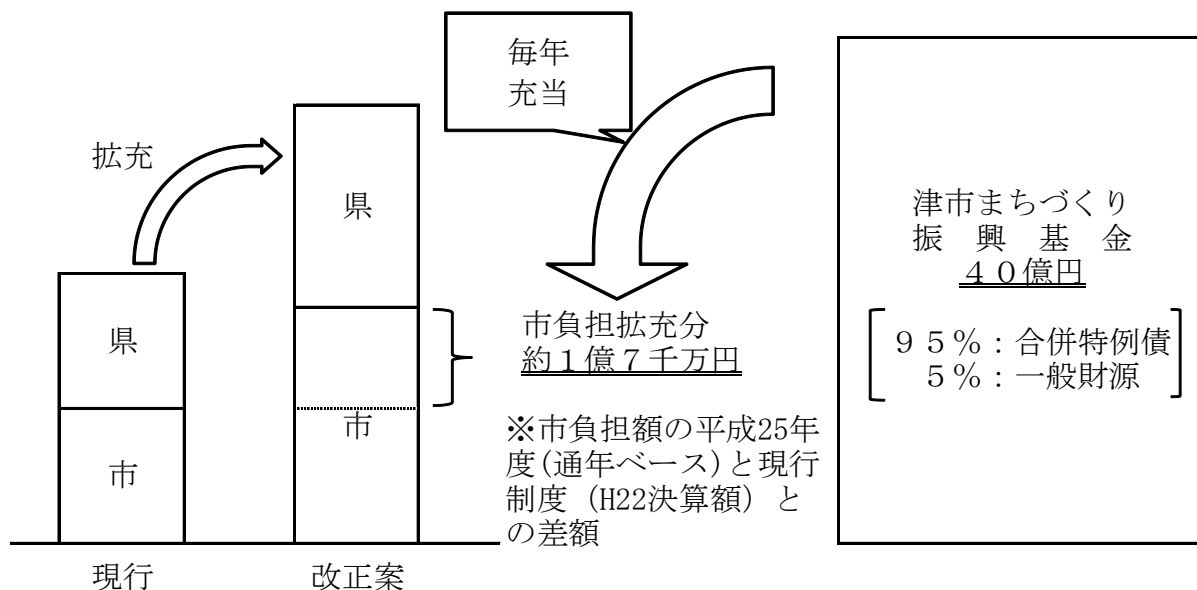 毎年
充当
拡充
県
県
市
市
現行
改正案
市負担拡充分
約１億７千万円
※市負担額の平成25年
度(通年ベース)と現行
制度（H22決算額）と
の差額
津市まちづくり
振興基金
４０億円
９５％：合併特例債
５％：一般財源